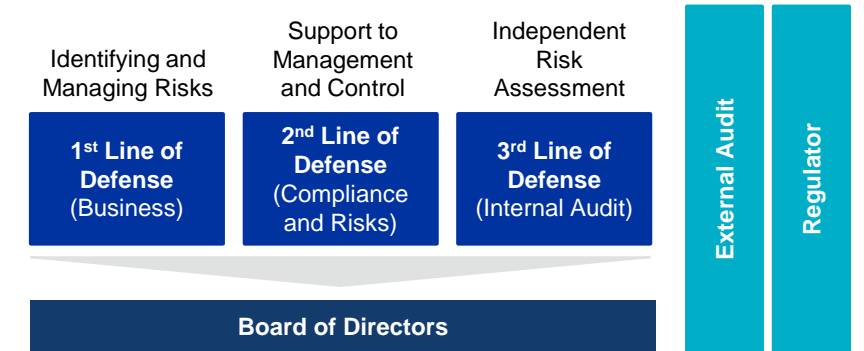 Identifying and
Managing Risks
Support to
Management
and Control
Independent
Risk
Assessment
1st Line of
Defense
(Business)
2nd Line of
Defense
(Compliance
and Risks)
3rd Line of
Defense
(Internal Audit)
Board of Directors
External Audit
Regulator